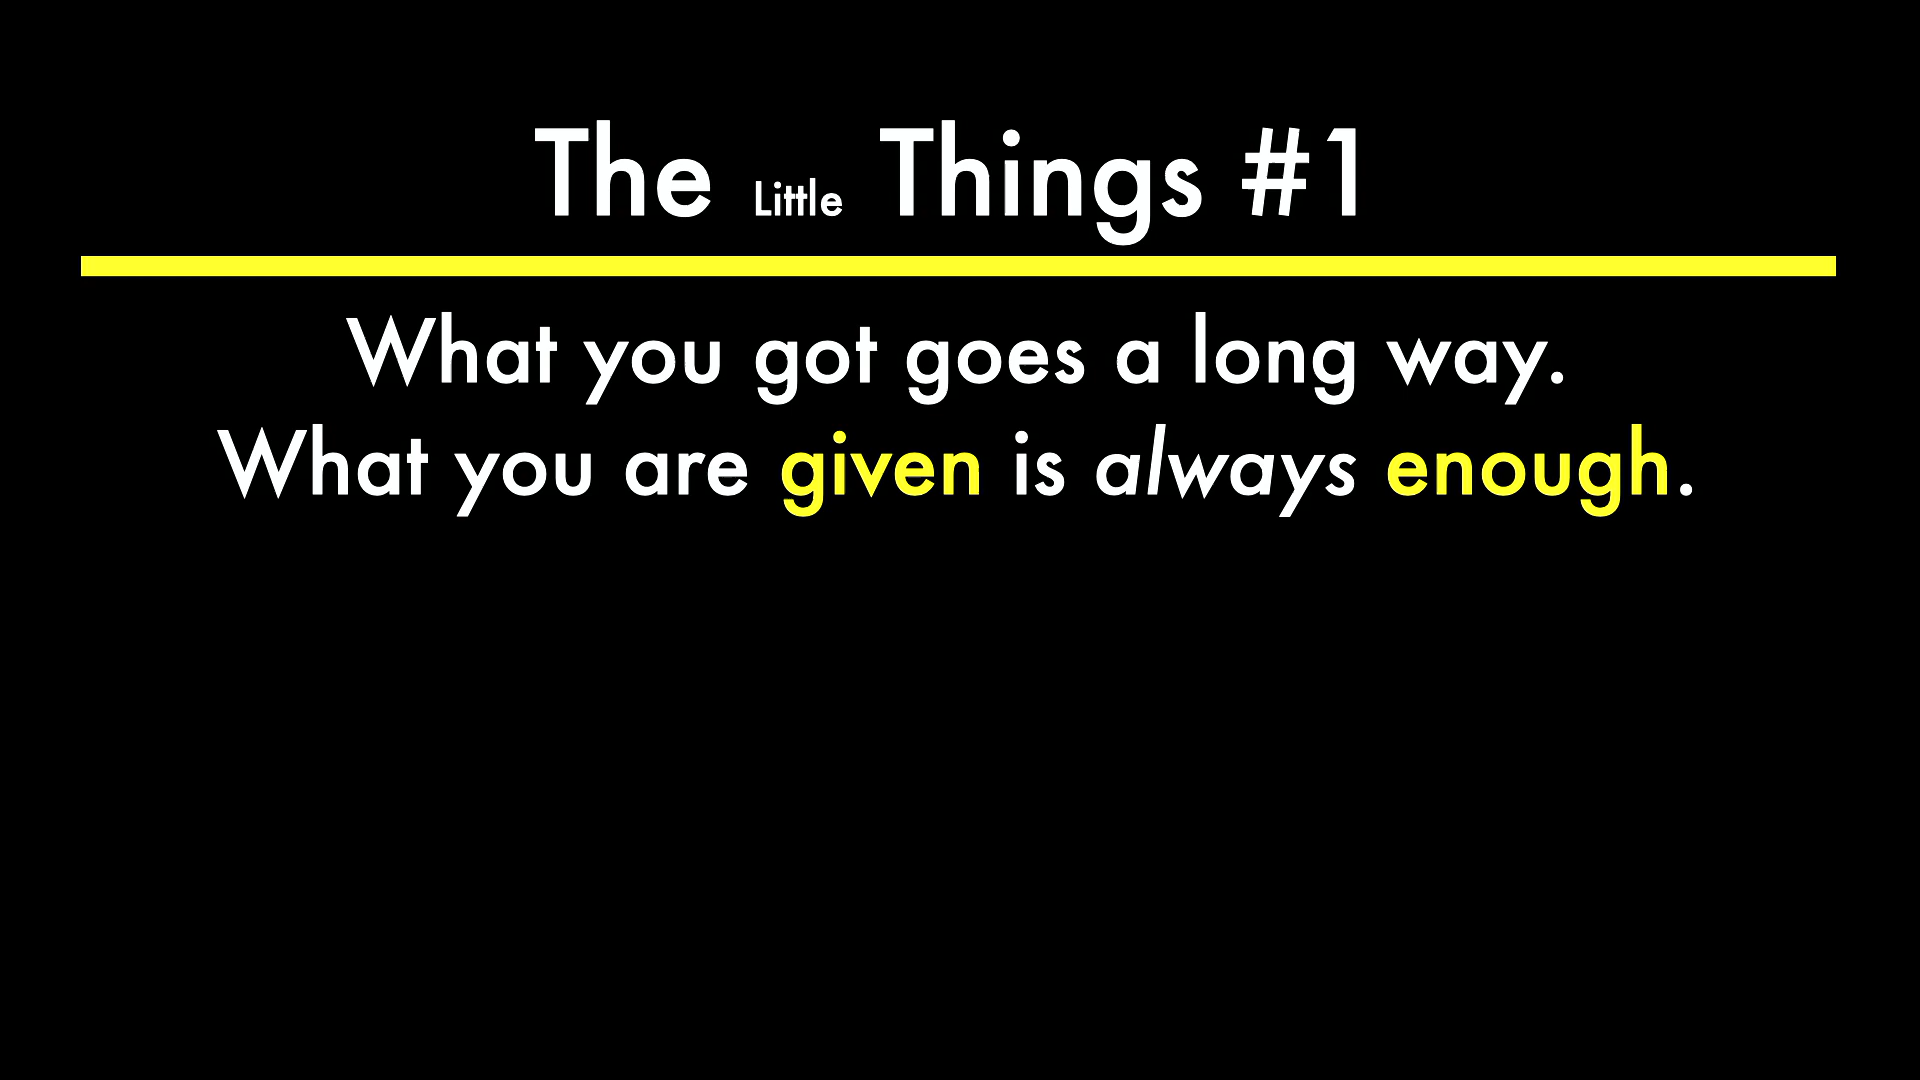 The Little Things #1
What you got goes a long way.
What you are given is always enough.